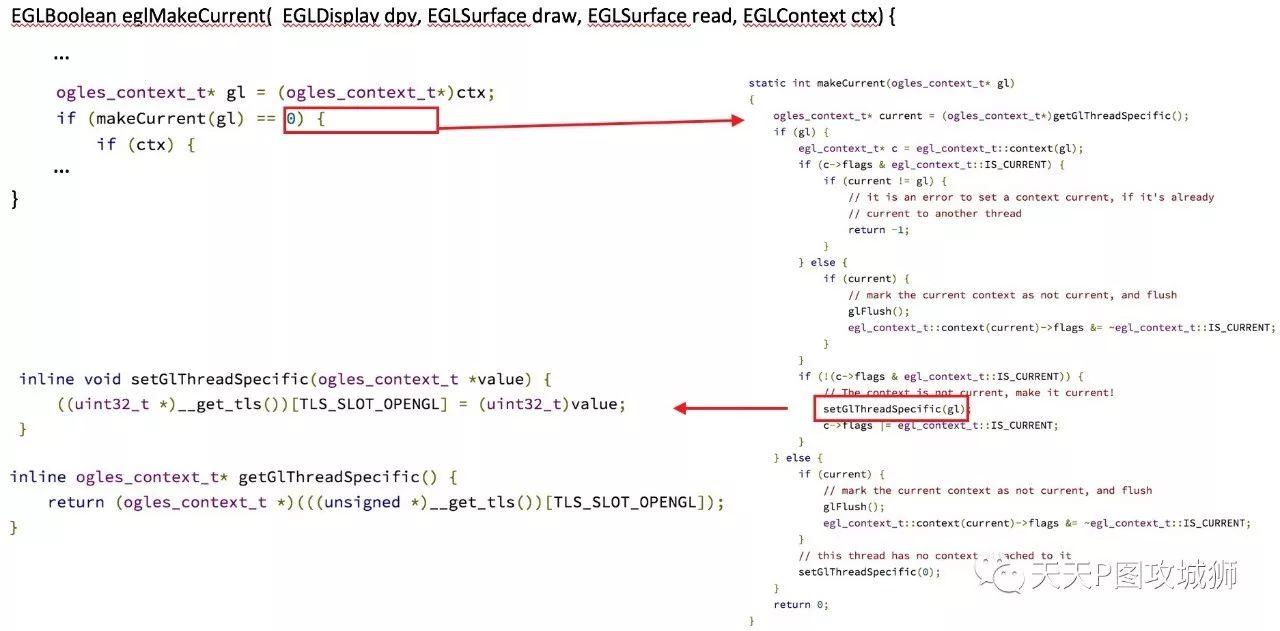 EGLBoolean eglMakeCurrent( EGLDisplay dpy, EGLSurface draw, EGLSurface read, EGLContext ctx) {
...
ogles_context_t* gl = (ogles_context_t*)ctx;
if (makeCurrent(gl) == 0) {
if (ctx) {
...
}
inline void setGlThreadSpecific(ogles_context_t *value) {
((uint32_t *)__get_tls())[TLS_SLOT_OPENGL] = (uint32_t)value;
}
inline ogles_context_t* getGlThreadSpecific() {
return (ogles_context_t *)(((unsigned *)__get_tls())[TLS_SLOT_OPENGL]);
}
static int makeCurrent(ogles_context_t* gl)
{
ogles_context_t* current = (ogles_context_t*)getGlThreadSpecific();
if (gl) {
egl_context_t* c = egl_context_t::context(gl);
if (c->flags & egl_context_t::IS_CURRENT) {
if (current != gl) {
// it is an error to set a context current, if it's already
// current to another thread
return -1;
}
} else {
if (current) {
// mark the current context as not current, and flush
glFlush();
egl_context_t::context(current)->flags &= ~egl_context_t::IS_CURRENT;
}
}
if (!(c->flags & egl_context_t::IS_CURRENT)) {
// The context is not current, make it current!
setGlThreadSpecific(gl);
c->flags |= egl_context_t::IS_CURRENT;
}
} else {
if (current) {
// mark the current context as not current, and flush
glFlush();
egl_context_t::context(current)->flags &= ~egl_context_t::IS_CURRENT;
}
// this thread has no context attached to it
setGlThreadSpecific(0);
}
return 0;
}
天天P图攻城狮